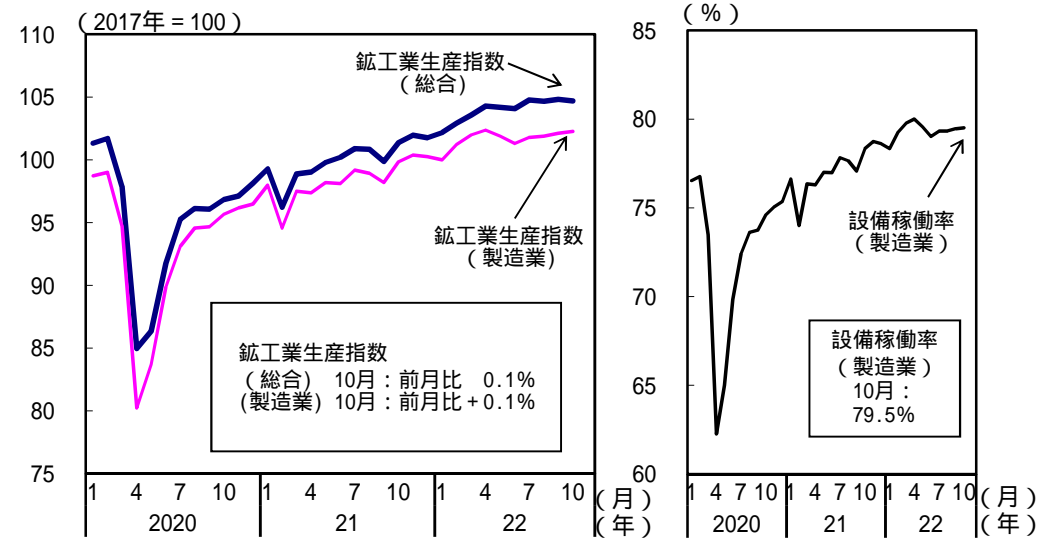 （2017年＝100）
110
105
100
95
90
85
80
75
鉱工業生産指数
（総合）
鉱工業生産指数
（製造業）
鉱工業生産指数
（総合） 10月：前月比 0.1%
(製造業) 10月：前月比＋0.1%
1 4 7 10 1 4 7 10 1 4 7 10 （月）
2020 21 22 （年）
（％）
85
80
75
70
65
60
設備稼働率
（製造業）
設備稼働率
（製造業）
10月：
79.5%
1 4 7 10 1 4 7 10 1 4 7 10 （月）
2020 21 22 （年）